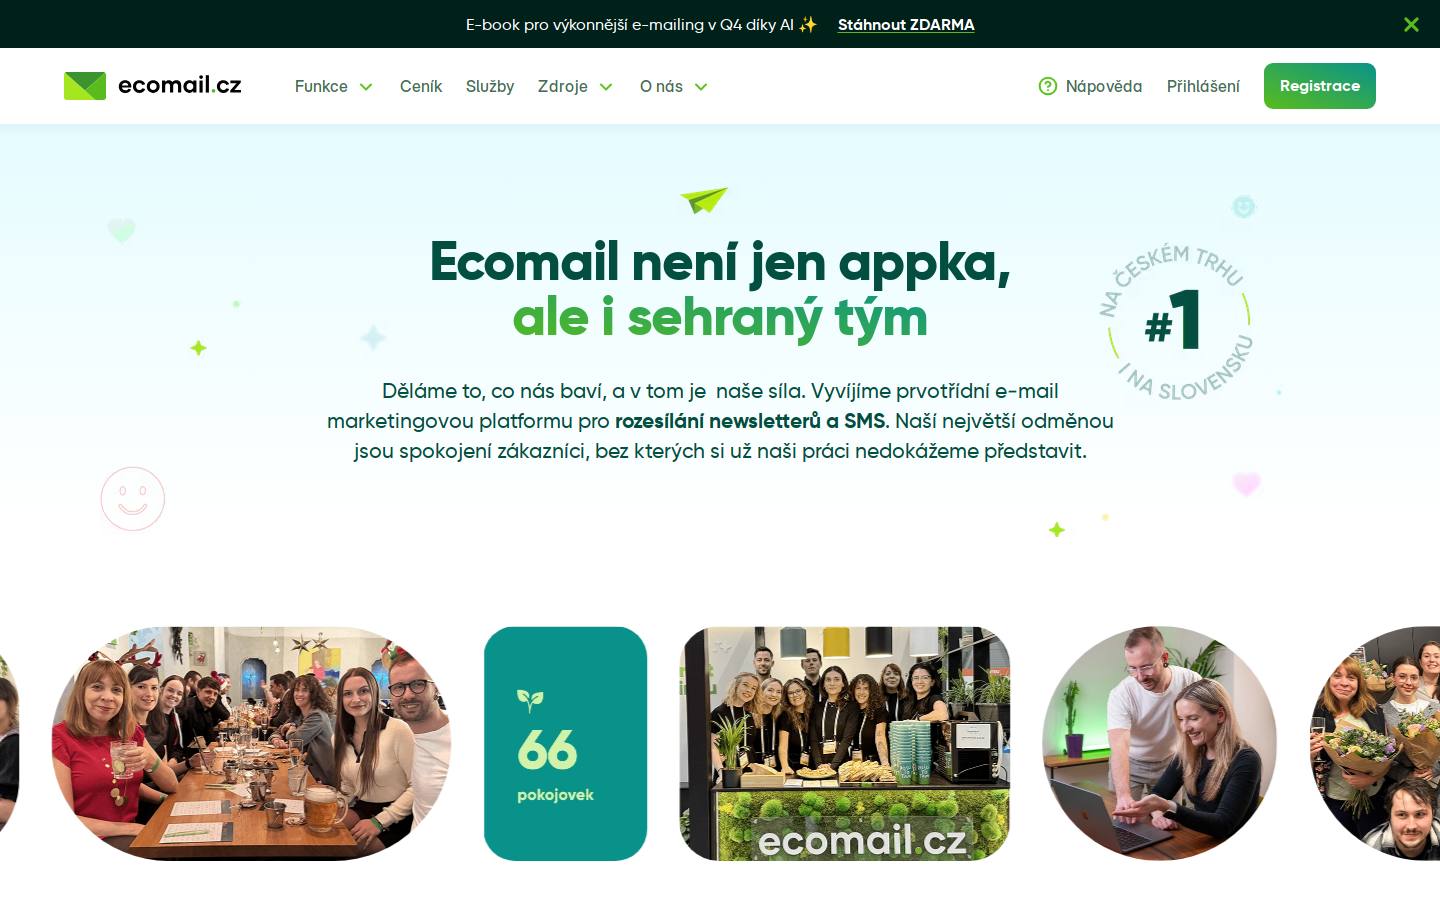 E-book pro výkonnější e-mailing v Q4 díky AI ✨ Stáhnout ZDARMA
ecomail.cz
Funkce
Ceník
Služby
Zdroje
O nás
Nápověda
Přihlášení
Registrace
Ecomail není jen appka,
ale i sehraný tým
NA ČESKÉM TRHU
#1
I NA SLOVENSKU
Děláme to, co nás baví, a v tom je naše síla. Vyvíjíme prvotřídní e-mail
marketingovou platformu pro rozesílání newsletterů a SMS. Naší největší odměnou
jsou spokojení zákazníci, bez kterých si už naši práci nedokážeme představit.
66
pokojovek
ecomail.cz